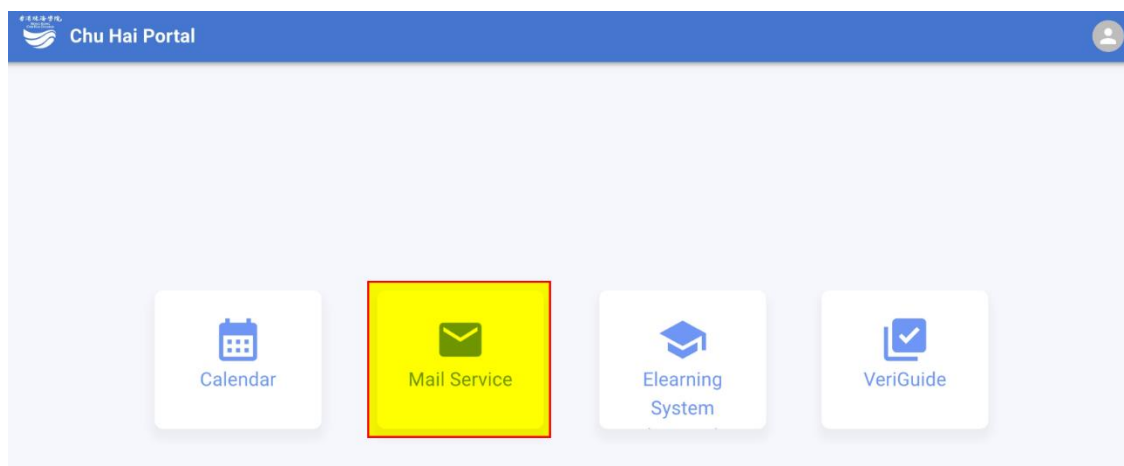 Chu Hai Portal
Calendar
Mail Service
Elearning
System
VeriGuide